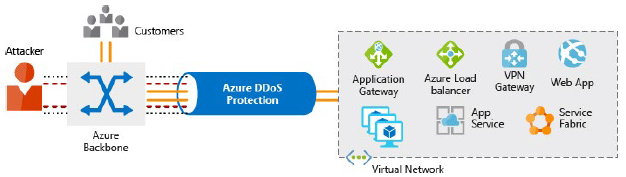 Attacker
Customers
Azure
Backbone
Azure DDoS
Protection
Application
Gateway
Azure Load
balancer
VPN
Gateway
Web App
App
Service
Service
Fabric
Virtual Network